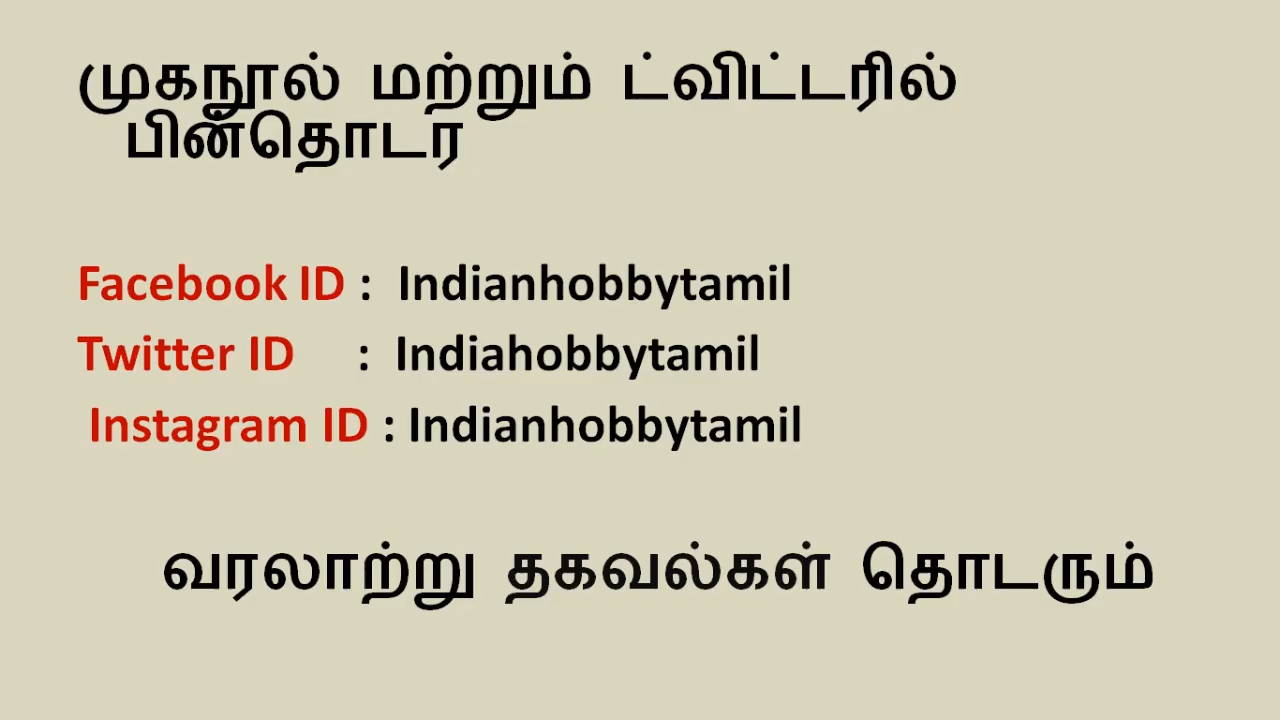 முகநூல் மற்றும் ட்விட்டரில்
பின்தொடர
Facebook ID : Indianhobbytamil
Twitter ID : Indiahobbytamil
Instagram ID : Indianhobbytamil
வரலாற்று தகவல்கள் தொடரும்